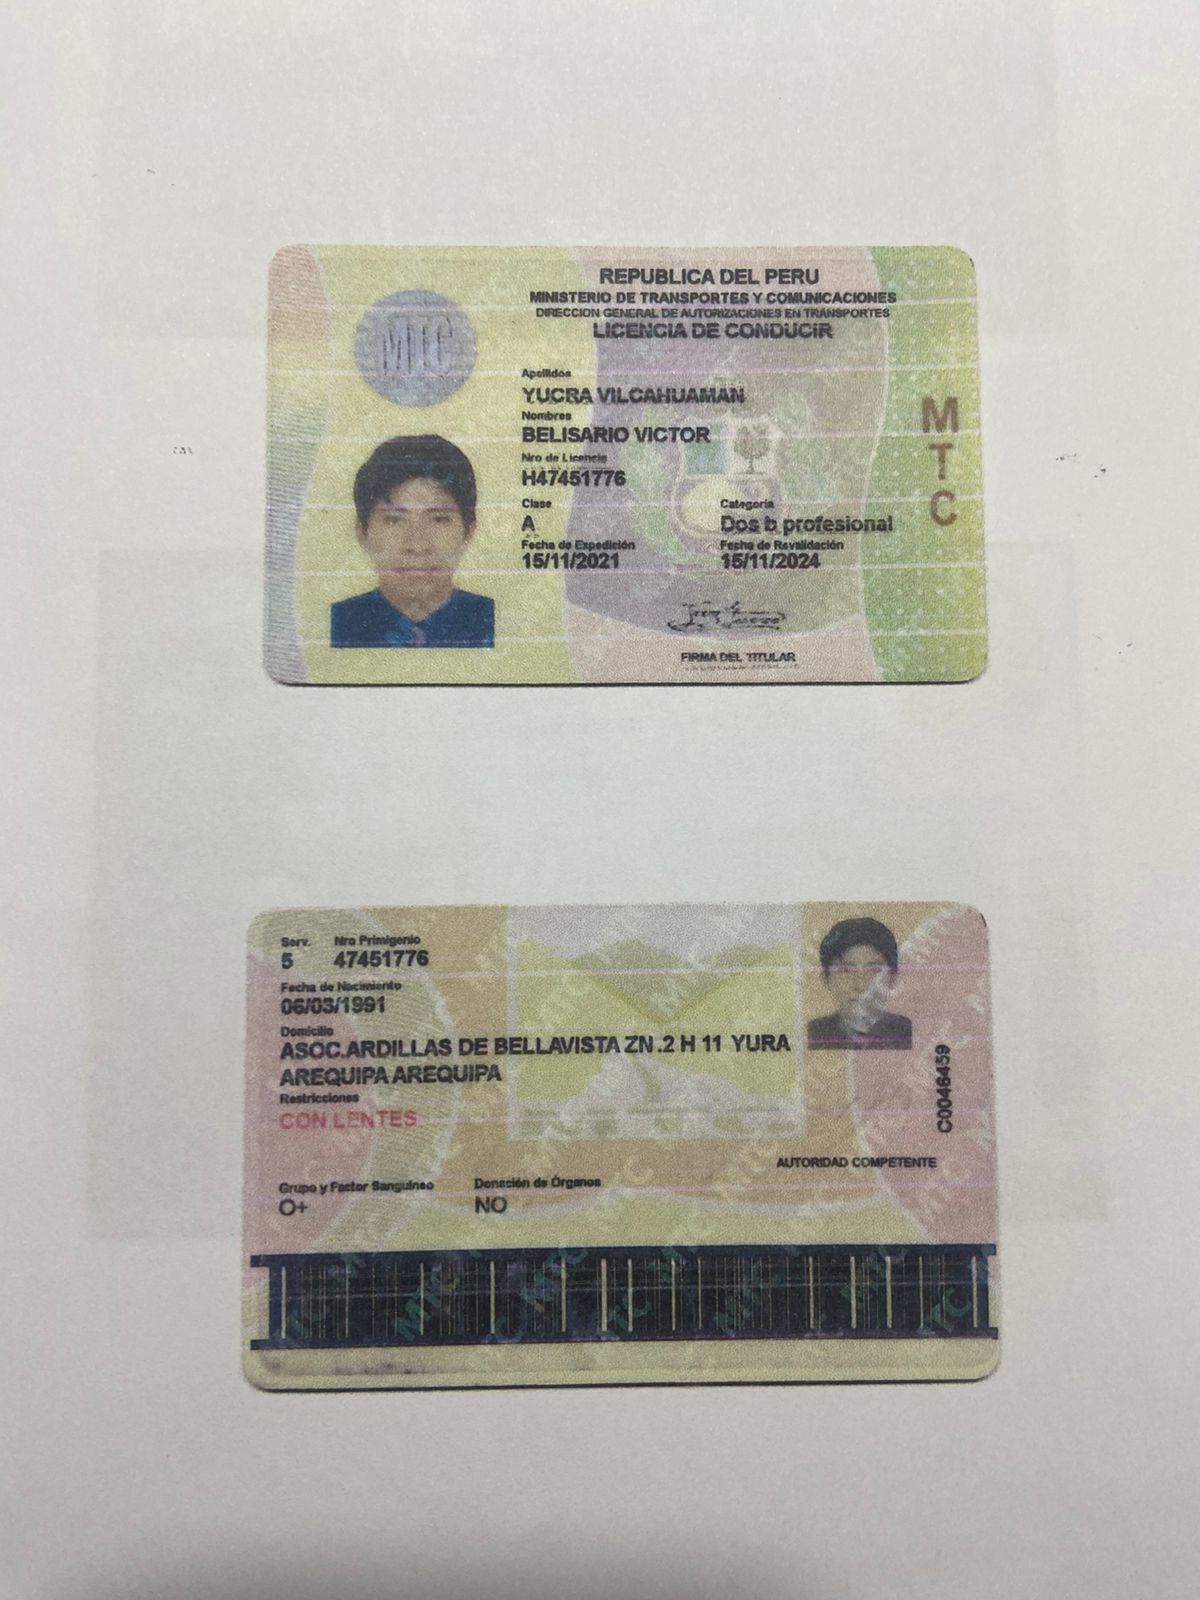 REPUBLICA DEL PERU
MINISTERIO DE TRANSPORTES Y COMUNICACIONES
DIRECCION GENERAL DE AUTORIZACIONES EN TRANSPORTES
LICENCIA DE CONDUCIR
MTC
Apellidos
YUCRA VILCAHUAMAN
Nombres
BELISARIO VICTOR
Nro de Licencia
H47451776
Clase Categoría
A Dos b profesional
Fecha de Expedición Fecha de Revalidación
15/11/2021 15/11/2024
FIRMA DEL TITULAR
M
T
C
Serv. Nro Primigenio
5 47451776
Fecha de Nacimiento
06/03/1991
Domicilio
ASOC.ARDILLAS DE BELLAVISTA ZN .2 H 11 YURA
AREQUIPA AREQUIPA
Restricciones
CON LENTES
C0046459
AUTORIDAD COMPETENTE
Grupo y Factor Sanguineo Donación de Órganos
O+ NO